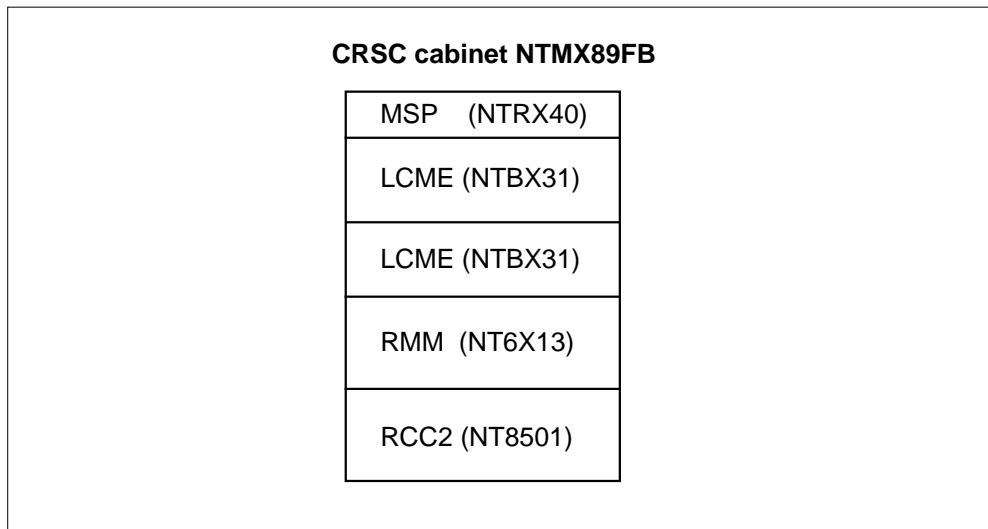 CRSC cabinet NTMX89FB
MSP (NTRX40)
LCME (NTBX31)
LCME (NTBX31)
RMM (NT6X13)
RCC2 (NT8501)